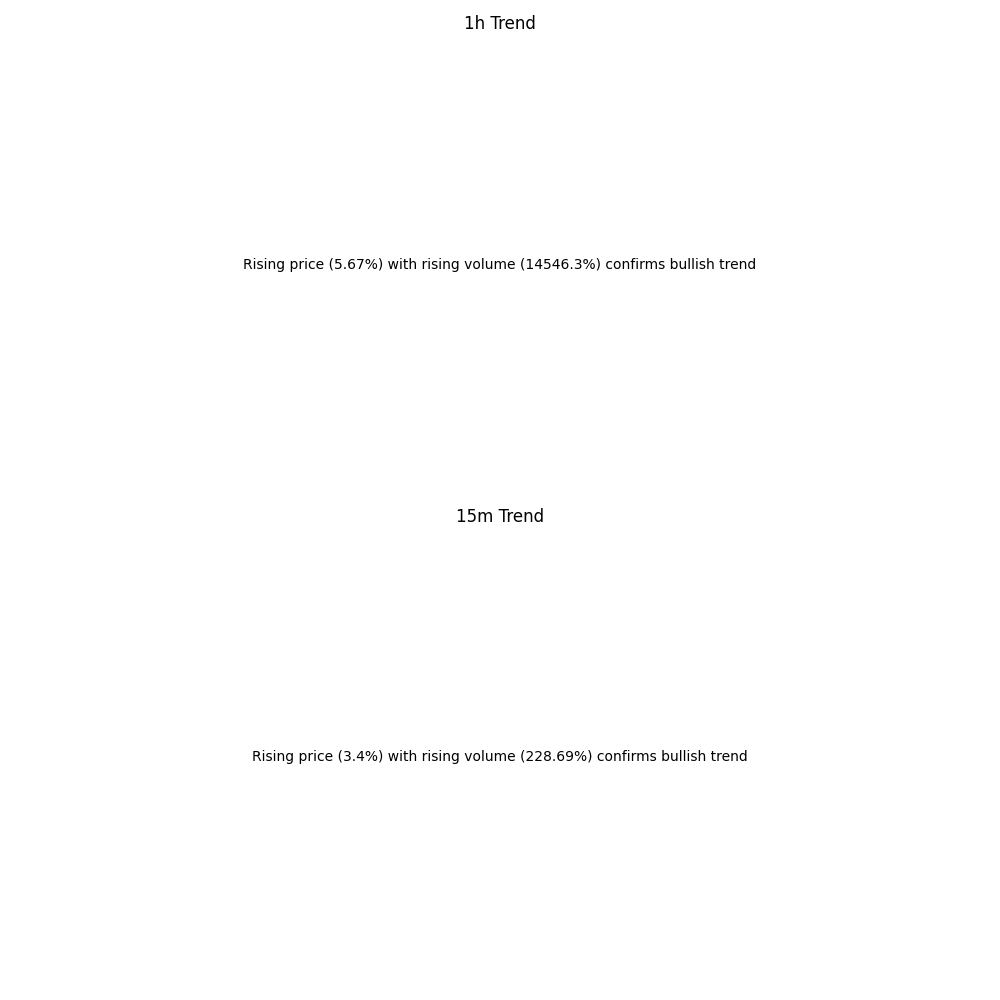 1h Trend
Rising price (5.67%) with rising volume (14546.3%) confirms bullish trend
15m Trend
Rising price (3.4%) with rising volume (228.69%) confirms bullish trend